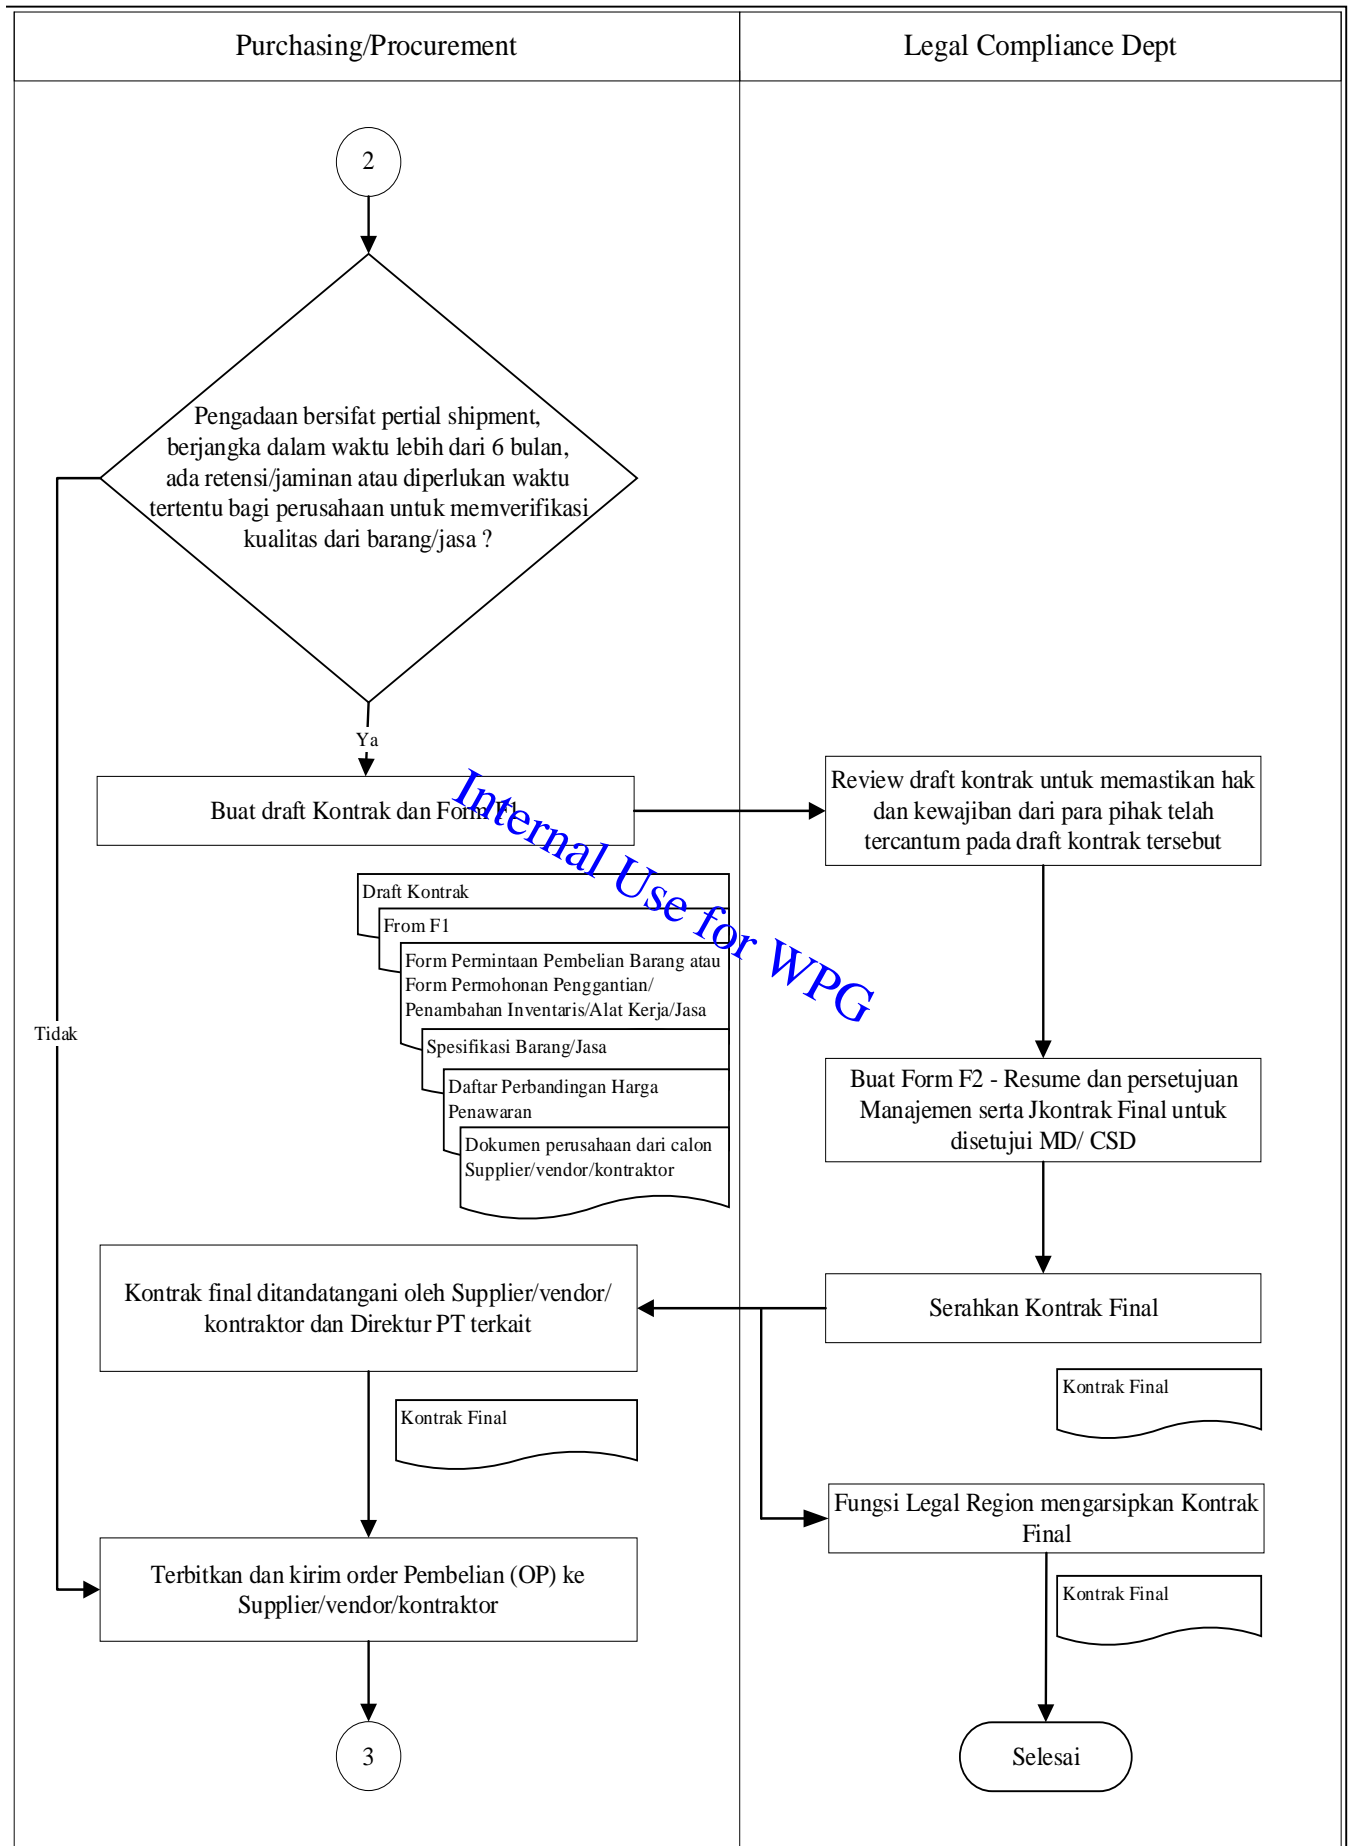 Purchasing/Procurement
Legal Compliance Dept
2
Pengadaan bersifat pertial shipment,
berjangka dalam waktu lebih dari 6 bulan,
ada retensi/jaminan atau diperlukan waktu
tertentu bagi perusahaan untuk memverifikasi
kualitas dari barang/jasa ?
Ya
Tidak
Buat draft Kontrak dan Form F1
Review draft kontrak untuk memastikan hak
dan kewajiban dari para pihak telah
tercantum pada draft kontrak tersebut
Internal Use for WPG
Draft Kontrak
From F1
Form Permintaan Pembelian Barang atau
Form Permohonan Penggantian/
Penambahan Inventaris/Alat Kerja/Jasa
Spesifikasi Barang/Jasa
Daftar Perbandingan Harga
Penawaran
Dokumen perusahaan dari calon
Supplier/vendor/kontraktor
Buat Form F2 - Resume dan persetujuan
Manajemen serta Jkontrak Final untuk
disetujui MD/ CSD
Kontrak final ditandatangani oleh Supplier/vendor/
kontraktor dan Direktur PT terkait
Serahkan Kontrak Final
Kontrak Final
Kontrak Final
Fungsi Legal Region mengarsipkan Kontrak
Final
Terbitkan dan kirim order Pembelian (OP) ke
Supplier/vendor/kontraktor
Kontrak Final
3
Selesai